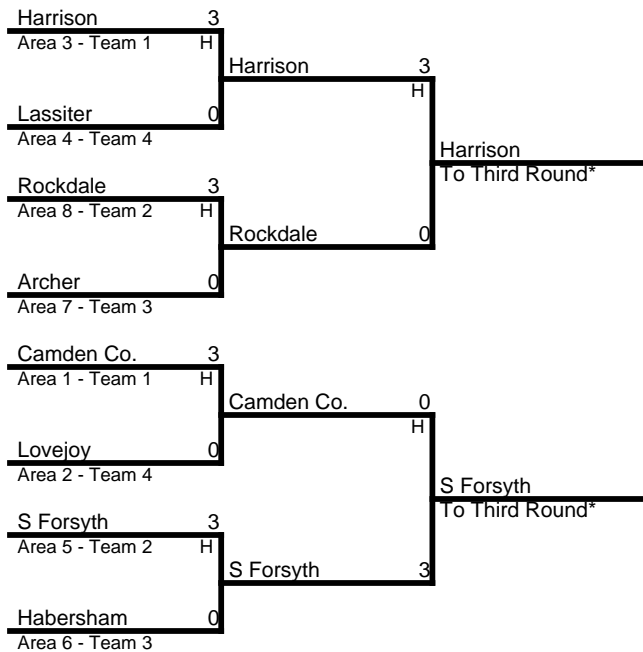 Harrison 3
Area 3 - Team 1 H
Harrison 3
H
Lassiter 0
Area 4 - Team 4
Harrison
To Third Round*
Rockdale 3
Area 8 - Team 2 H
Rockdale 0
Archer 0
Area 7 - Team 3
Camden Co. 3
Area 1 - Team 1 H
Camden Co. 0
H
Lovejoy 0
Area 2 - Team 4
S Forsyth
To Third Round*
S Forsyth 3
Area 5 - Team 2 H
S Forsyth 3
Habersham 0
Area 6 - Team 3